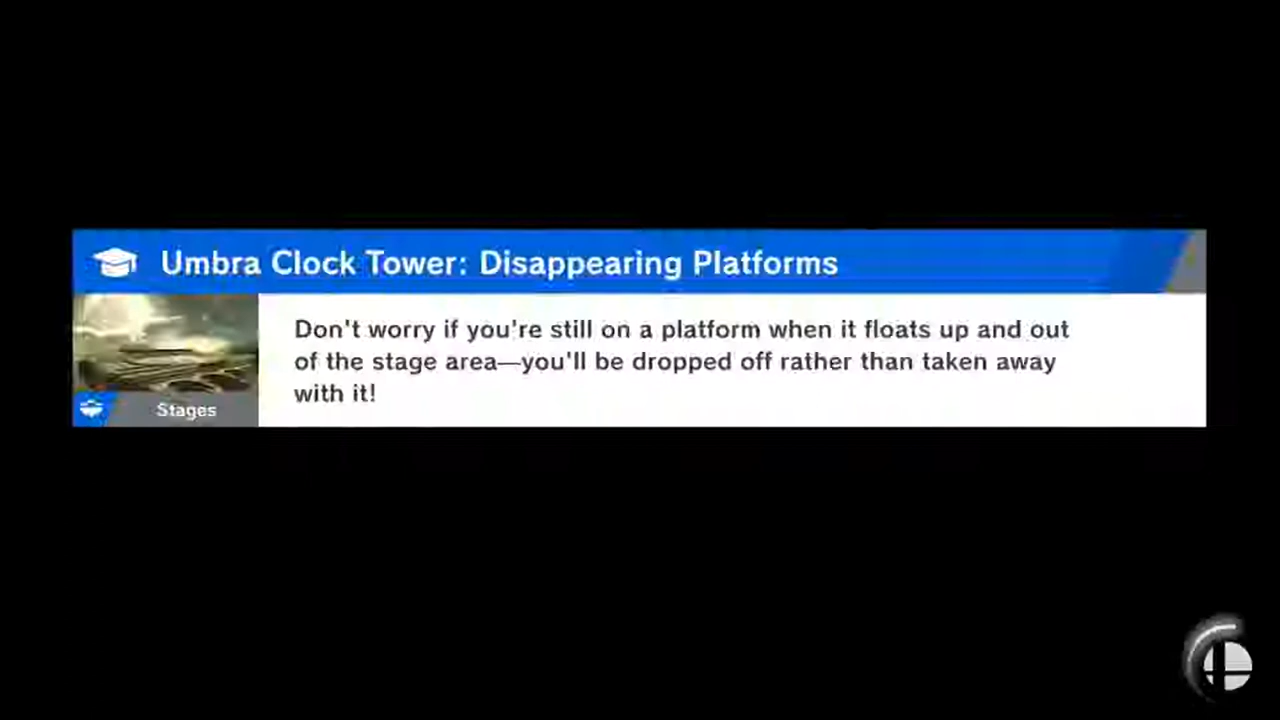 Umbra Clock Tower: Disappearing Platforms
Don't worry if you're still on a platform when it floats up and out
of the stage area—you'll be dropped off rather than taken away
with it!
Stages